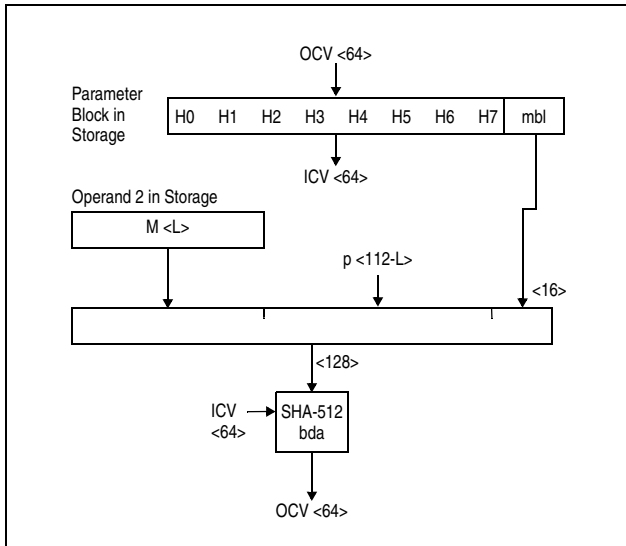 OCV <64>
Parameter
Block in
Storage
H0 H1 H2 H3 H4 H5 H6 H7 mbl
ICV <64>
Operand 2 in Storage
M <L>
p <112-L>
<16>
<128>
ICV
<64>
SHA-512
bda
OCV <64>